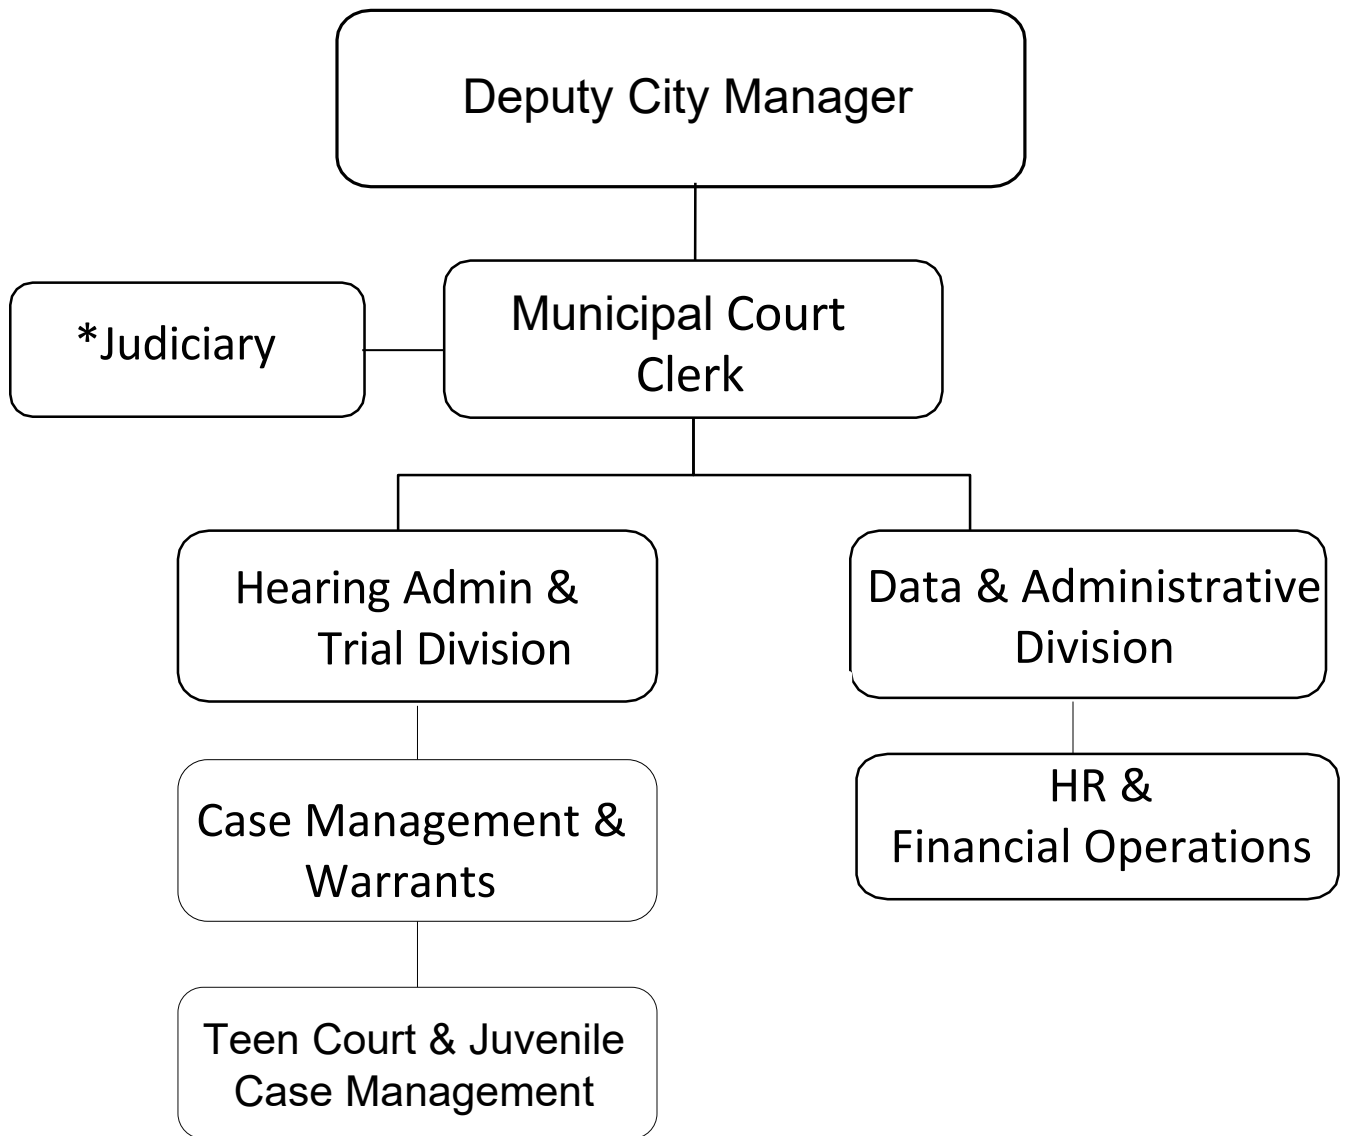 Deputy City Manager
*Judiciary
Municipal Court
Clerk
Hearing Admin &
Trial Division
Data & Administrative
Division
Case Management &
Warrants
HR &
Financial Operations
Teen Court & Juvenile
Case Management